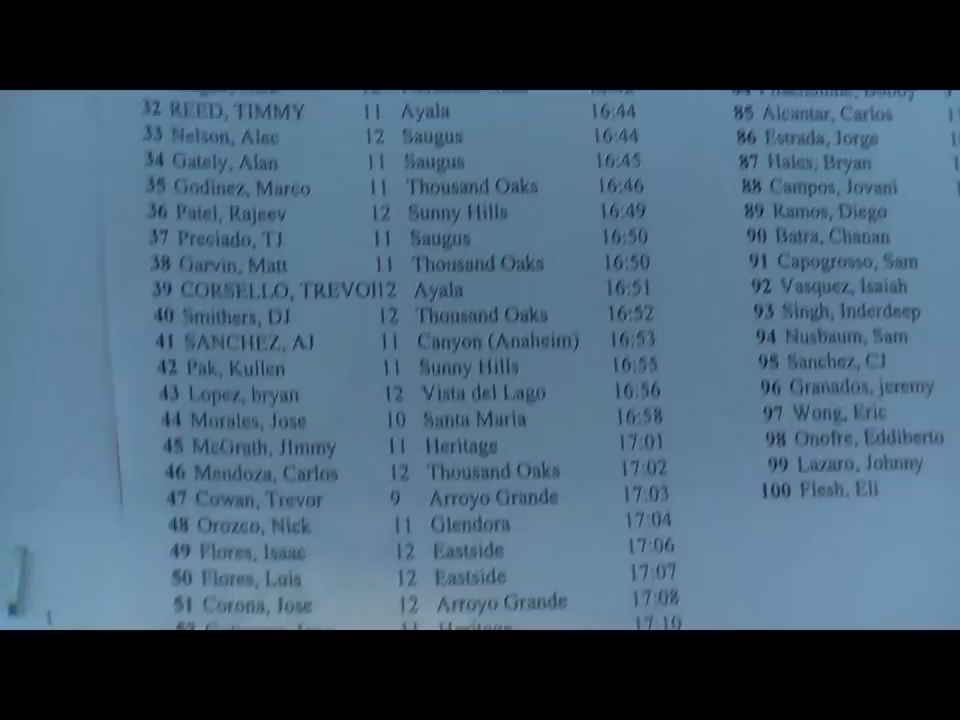 32 REED, TIMMY 11 Ayala 16:44
33 Nelson, Alec 12 Saugus 16:44
34 Gately, Alan 11 Saugus 16:45
35 Godinez, Marco 11 Thousand Oaks 16:46
36 Patel, Rajeev 12 Sunny Hills 16:49
37 Preciado, TJ 11 Saugus 16:50
38 Garvin, Matt 11 Thousand Oaks 16:50
39 CORSELLO, TREVOI12 Ayala 16:51
40 Smithers, DJ 12 Thousand Oaks 16:52
41 SANCHEZ, AJ 11 Canyon (Anaheim) 16:53
42 Pak, Kullen 11 Sunny Hills 16:55
43 Lopez, bryan 12 Vista del Lago 16:56
44 Morales, Jose 10 Santa Maria 16:58
45 McGrath, JImmy 11 Heritage 17:01
46 Mendoza, Carlos 12 Thousand Oaks 17:02
47 Cowan, Trevor 9 Arroyo Grande 17:03
48 Orozco, Nick 11 Glendora 17:04
49 Flores, Isaac 12 Eastside 17:06
50 Flores, Luis 12 Eastside 17:07
51 Corona, Jose 12 Arroyo Grande 17:08
11 Heritage 17:10
85 Alcantar, Carlos
86 Estrada, Jorge
87 Hales, Bryan
88 Campos, Jovani
89 Ramos, Diego
90 Batra, Chanan
91 Capogrosso, Sam
92 Vasquez, Isaiah
93 Singh, Inderdeep
94 Nusbaum, Sam
95 Sanchez, CJ
96 Granados, jeremy
97 Wong, Eric
98 Onofre, Eddiberto
99 Lazaro, Johnny
100 Flesh, Eli